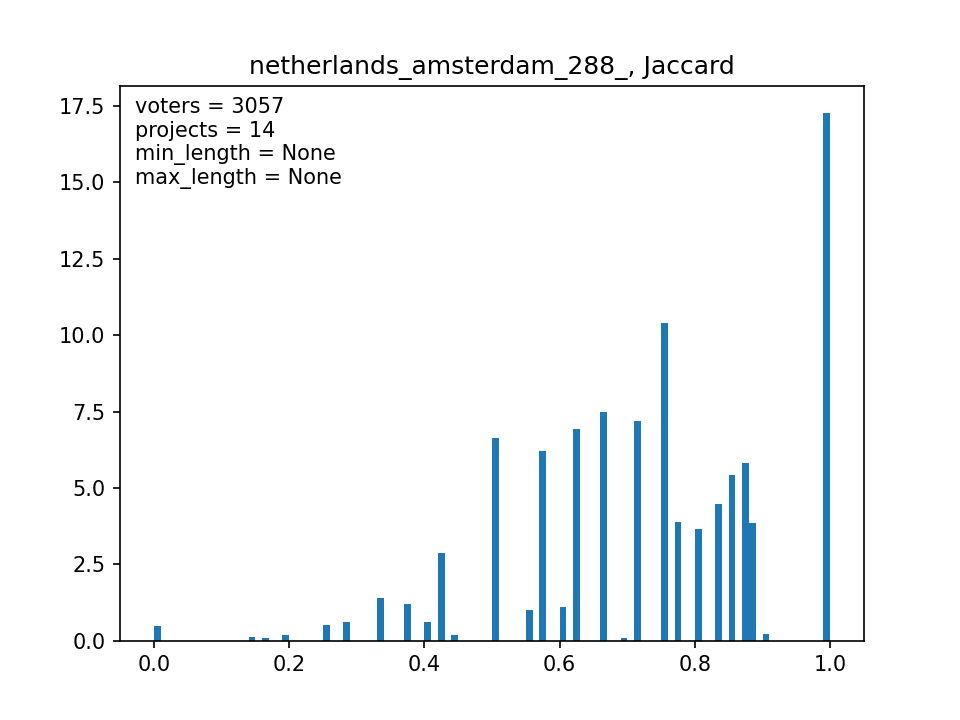 netherlands_amsterdam_288_, Jaccard
voters = 3057
projects = 14
min_length = None
max_length = None
17.5
15.0
12.5
10.0
7.5
5.0
2.5
0.0
0.0 0.2 0.4 0.6 0.8 1.0